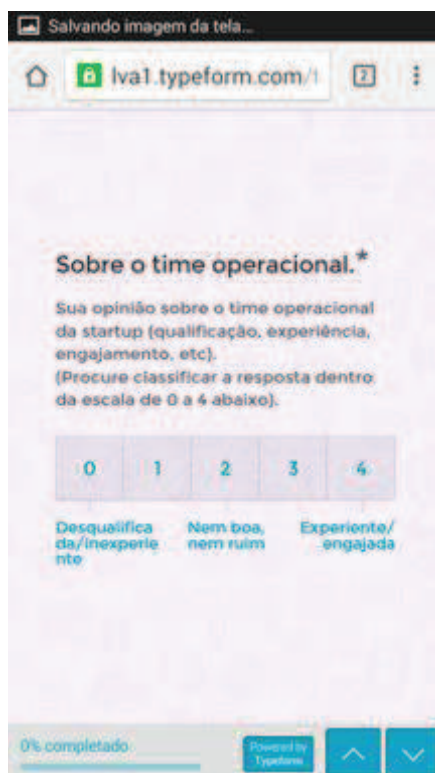 Salvando imagem da tela...
lva1.typeform.com/t
2
Sobre o time operacional.*
Sua opinião sobre o time operacional
da startup (qualificação, experiência,
engajamento, etc).
(Procure classificar a resposta dentro
da escala de 0 a 4 abaixo).
0 1 2 3 4
Desqualifica Nem boa, Experiente/
da/inexperie nem ruim engajada
nte
0% completado
Powered by
Typeform